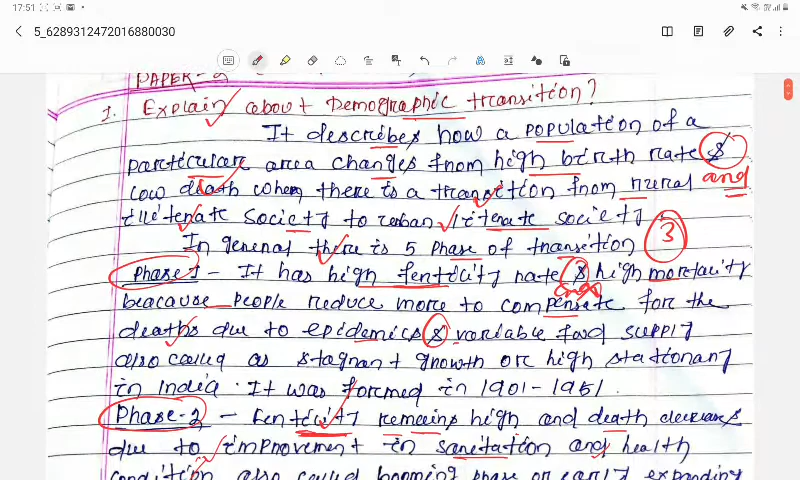 17:51
5_6289312472016880030
PAPER-2
1. Explain about Demographic transition?
It describes how a population of a
particular area changes from high birth rate &
and
low death when there is a transition from rural
illiterate society to urban literate society
In general there is 5 phase of transition
3
Phase 1 - It has high fertility rate & high mortality
and
beacause people reduce more to compensate for the
deaths due to epidemics & variable food supply
also called as stagnant growth or high stationary
in India. It was formed in 1901-1951.
Phase-2 - Fertility remains high and death decreases
due to improvement in sanitation and health
condition also called booming phase or early expanding